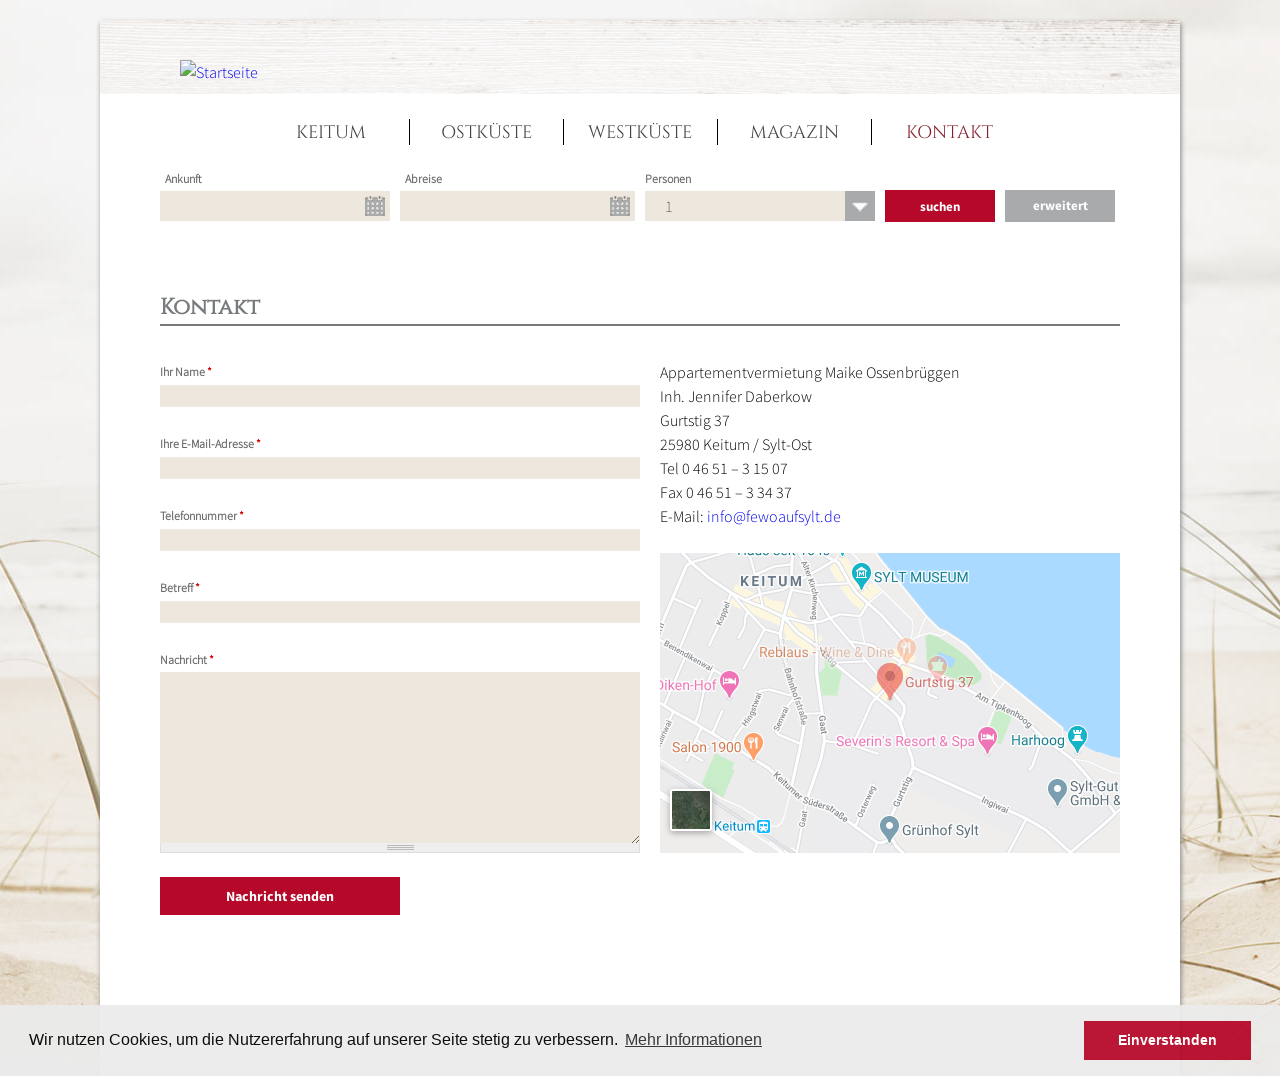 Startseite
KEITUM
OSTKÜSTE
WESTKÜSTE
MAGAZIN
KONTAKT
Ankunft
Abreise
Personen
1
suchen
erweitert
Kontakt
Ihr Name *
Ihre E-Mail-Adresse *
Telefonnummer *
Betreff *
Nachricht *
Nachricht senden
Appartementvermietung Maike Ossenbrüggen
Inh. Jennifer Daberkow
Gurtstig 37
25980 Keitum / Sylt-Ost
Tel 0 46 51 – 3 15 07
Fax 0 46 51 – 3 34 37
E-Mail: info@fewoaufsylt.de
KEITUM
Alter Kirchenweg
SYLT MUSEUM
Koppel
Benendikenwai
Reblaus - Wine & Dine
Diken-Hof
Bahnhofstraße
Gurtstig 37
Am Tipkenhoog
Hingstwai
Senwai
Gaat
Salon 1900
Severin's Resort & Spa
Harhoog
Keitumer Süderstraße
Osterweg
Gurtstig
Ingiwai
Sylt-Gut
GmbH &
Keitum
Gaat
Grünhof Sylt
Wir nutzen Cookies, um die Nutzererfahrung auf unserer Seite stetig zu verbessern. Mehr Informationen
Einverstanden